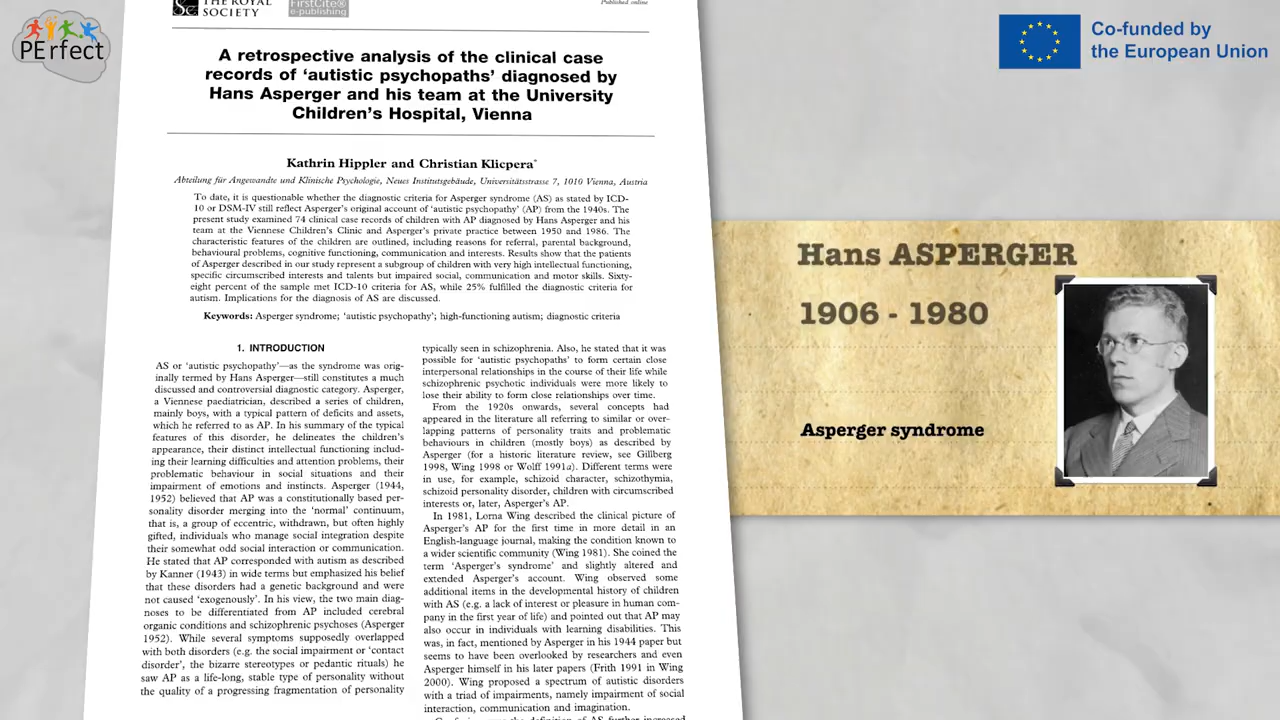 PErfect
THE ROYAL
SOCIETY
FirstCite®
e-publishing
Published online
Co-funded by
the European Union
A retrospective analysis of the clinical case
records of ‘autistic psychopaths’ diagnosed by
Hans Asperger and his team at the University
Children’s Hospital, Vienna
Kathrin Hippler and Christian Klicpera*
Abteilung für Angewandte und Klinische Psychologie, Neues Institutsgebäude, Universitätsstrasse 7, 1010 Vienna, Austria
To date, it is questionable whether the diagnostic criteria for Asperger syndrome (AS) as stated by ICD-
10 or DSM-IV still reflect Asperger’s original account of ‘autistic psychopathy’ (AP) from the 1940s. The
present study examined 74 clinical case records of children with AP diagnosed by Hans Asperger and his
team at the Viennese Children’s Clinic and Asperger’s private practice between 1950 and 1986. The
characteristic features of the children are outlined, including reasons for referral, parental background,
behavioural problems, cognitive functioning, communication and interests. Results show that the patients
of Asperger described in our study represent a subgroup of children with very high intellectual functioning,
specific circumscribed interests and talents but impaired social, communication and motor skills. Sixty-
eight percent of the sample met ICD-10 criteria for AS, while 25% fulfilled the diagnostic criteria for
autism. Implications for the diagnosis of AS are discussed.
Keywords: Asperger syndrome; ‘autistic psychopathy’; high-functioning autism; diagnostic criteria
1. INTRODUCTION
AS or ‘autistic psychopathy’—as the syndrome was orig-
inally termed by Hans Asperger—still constitutes a much
discussed and controversial diagnostic category. Asperger,
a Viennese paediatrician, described a series of children,
mainly boys, with a typical pattern of deficits and assets,
which he referred to as AP. In his summary of the typical
features of this disorder, he delineates the children’s
appearance, their distinct intellectual functioning includ-
ing their learning difficulties and attention problems, their
problematic behaviour in social situations and their
impairment of emotions and instincts. Asperger (1944,
1952) believed that AP was a constitutionally based per-
sonality disorder merging into the ‘normal’ continuum,
that is, a group of eccentric, withdrawn, but often highly
gifted, individuals who manage social integration despite
their somewhat odd social interaction or communication.
He stated that AP corresponded with autism as described
by Kanner (1943) in wide terms but emphasized his belief
that these disorders had a genetic background and were
not caused ‘exogenously’. In his view, the two main diag-
noses to be differentiated from AP included cerebral
organic conditions and schizophrenic psychoses (Asperger
1952). While several symptoms supposedly overlapped
with both disorders (e.g. the social impairment or ‘contact
disorder’, the bizarre stereotypes or pedantic rituals) he
saw AP as a life-long, stable type of personality without
the quality of a progressing fragmentation of personality
typically seen in schizophrenia. Also, he stated that it was
possible for ‘autistic psychopaths’ to form certain close
interpersonal relationships in the course of their life while
schizophrenic psychotic individuals were more likely to
lose their ability to form close relationships over time.
From the 1920s onwards, several concepts had
appeared in the literature all referring to similar or over-
lapping patterns of personality traits and problematic
behaviours in children (mostly boys) as described by
Asperger (for a historic literature review, see Gillberg
1998, Wing 1998 or Wolff 1991a). Different terms were
in use, for example, schizoid character, schizothymia,
schizoid personality disorder, children with circumscribed
interests or, later, Asperger’s AP.
In 1981, Lorna Wing described the clinical picture of
Asperger’s AP for the first time in more detail in an
English-language journal, making the condition known to
a wider scientific community (Wing 1981). She coined the
term ‘Asperger’s syndrome’ and slightly altered and
extended Asperger’s account. Wing observed some
additional items in the developmental history of children
with AS (e.g. a lack of interest or pleasure in human com-
pany in the first year of life) and pointed out that AP may
also occur in individuals with learning disabilities. This
was, in fact, mentioned by Asperger in his 1944 paper but
seems to have been overlooked by researchers and even
Asperger himself in his later papers (Frith 1991 in Wing
2000). Wing proposed a spectrum of autistic disorders
with a triad of impairments, namely impairment of social
interaction, communication and imagination.
Hans ASPERGER
1906 - 1980
Asperger syndrome